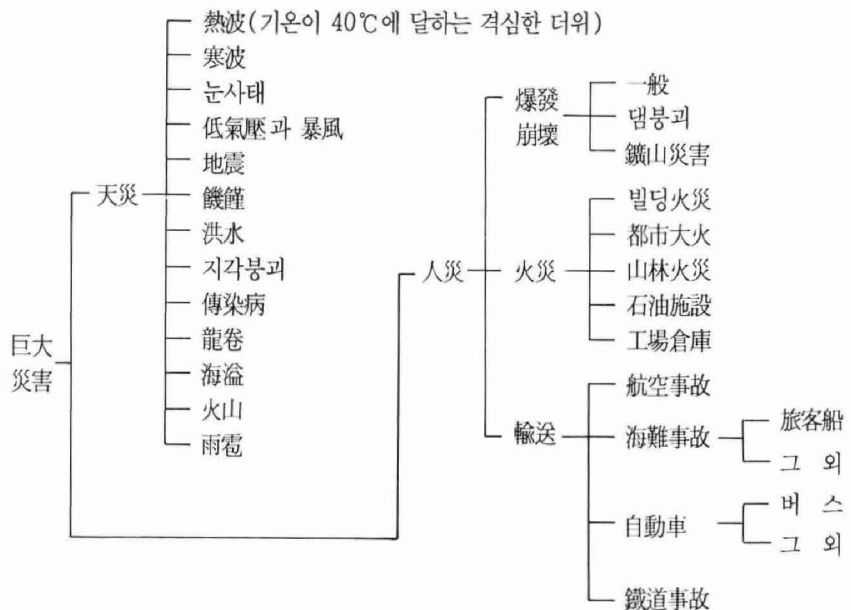 熱波(기온이 40℃에 달하는 격심한 더위)
寒波
눈사태
低氣壓과 暴風
地震
天災
饑饉
洪水
지각붕괴
傳染病
龍卷
海溢
火山
雨雹
巨大
災害
人災
爆發
崩壞
一般
댐붕괴
鑛山災害
火災
빌딩火災
都市大火
山林火災
石油施設
工場倉庫
輸送
航空事故
海難事故
旅客船
그 외
自動車
버 스
그 외
鐵道事故